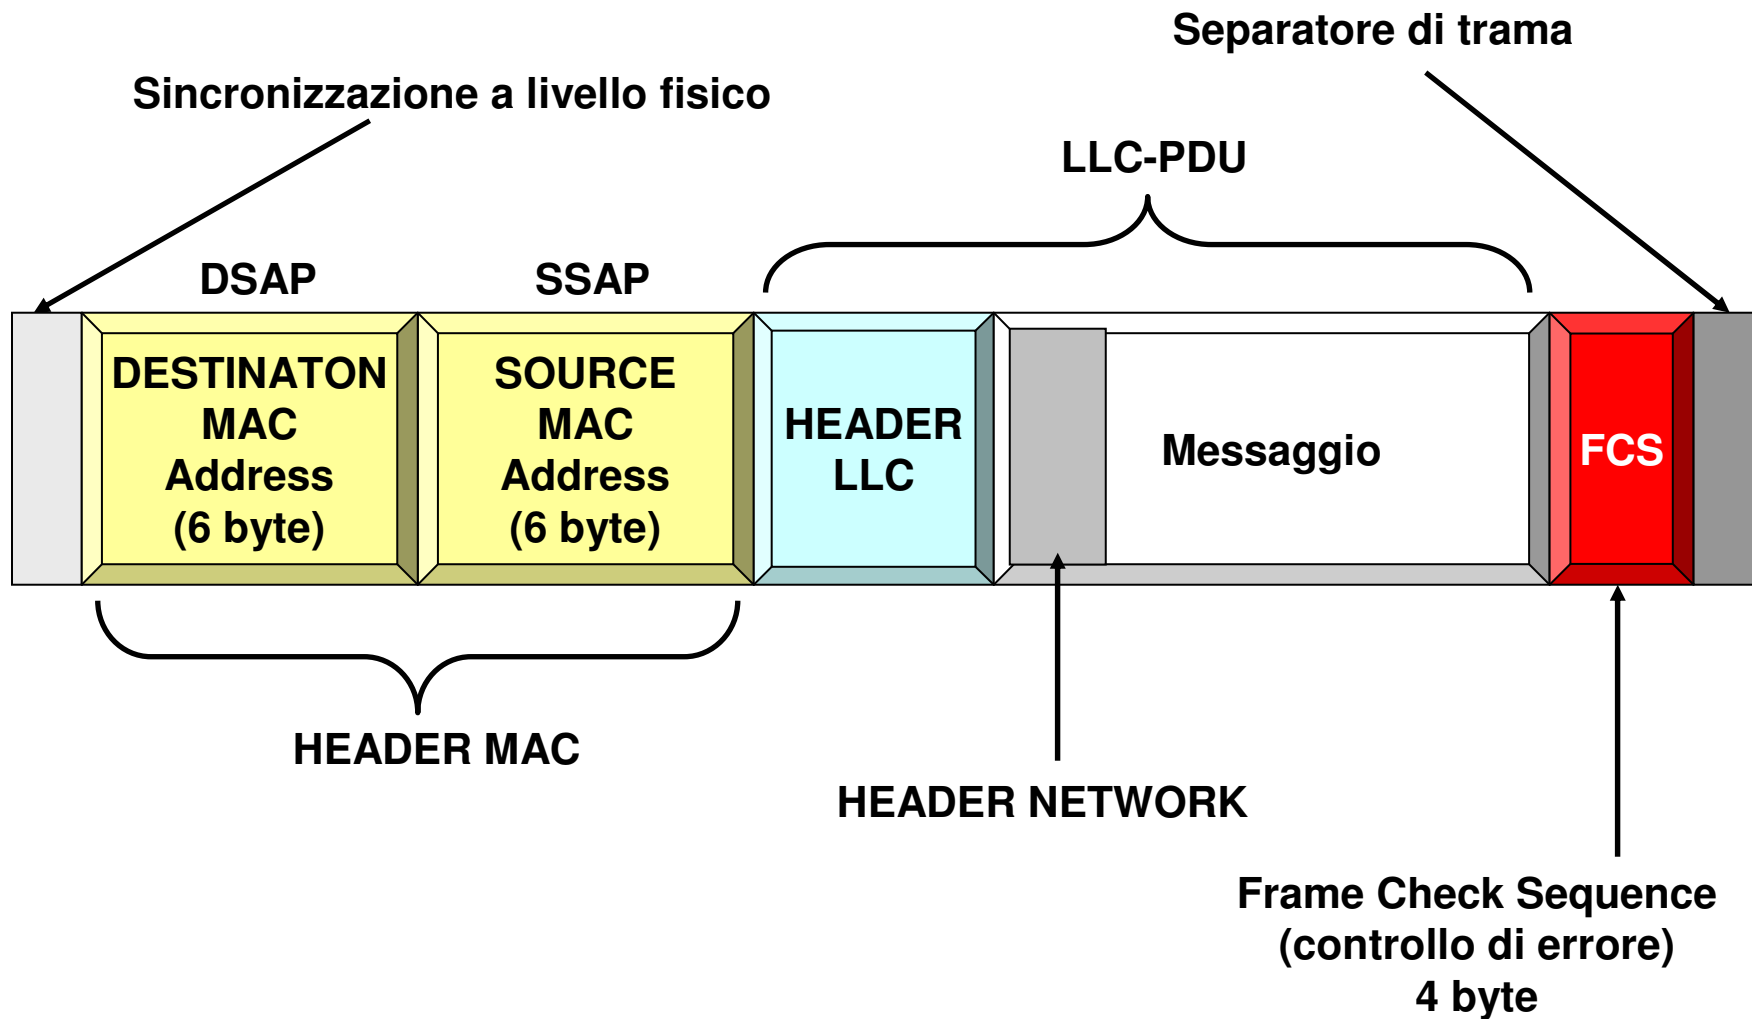 Separatore di trama
Sincronizzazione a livello fisico
LLC-PDU
DSAP
SSAP
DESTINATON
MAC
Address
(6 byte)
SOURCE
MAC
Address
(6 byte)
HEADER
LLC
Messaggio
FCS
HEADER MAC
HEADER NETWORK
Frame Check Sequence
(controllo di errore)
4 byte